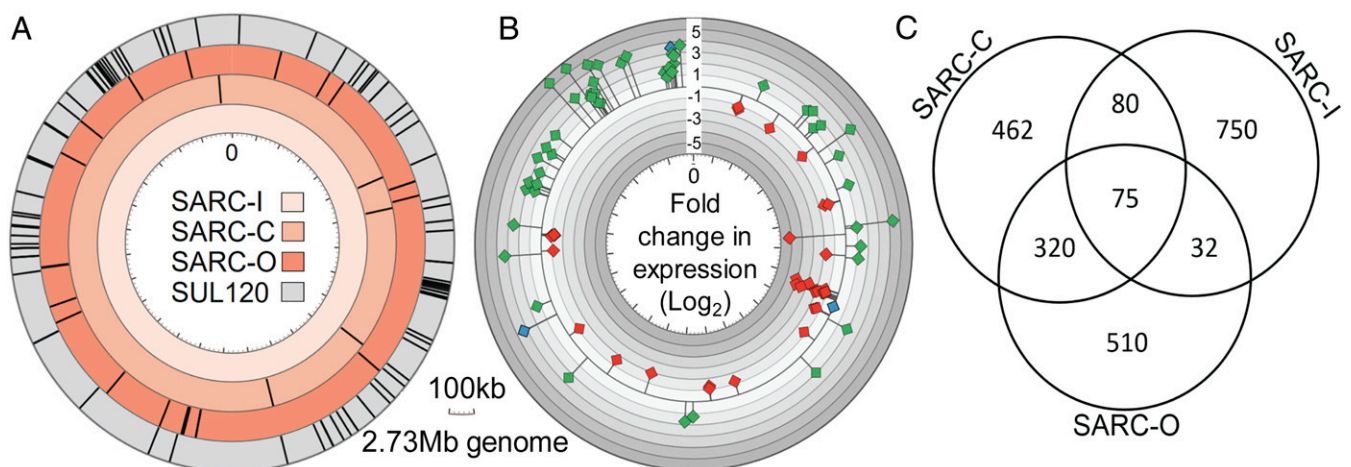 A
0
SARC-I
SARC-C
SARC-O
SUL120
100kb
2.73Mb genome
B
5
3
1
-1
-3
-5
0
Fold
change in
expression
(Log2)
C
SARC-C
SARC-I
462
80
750
75
320
32
510
SARC-O